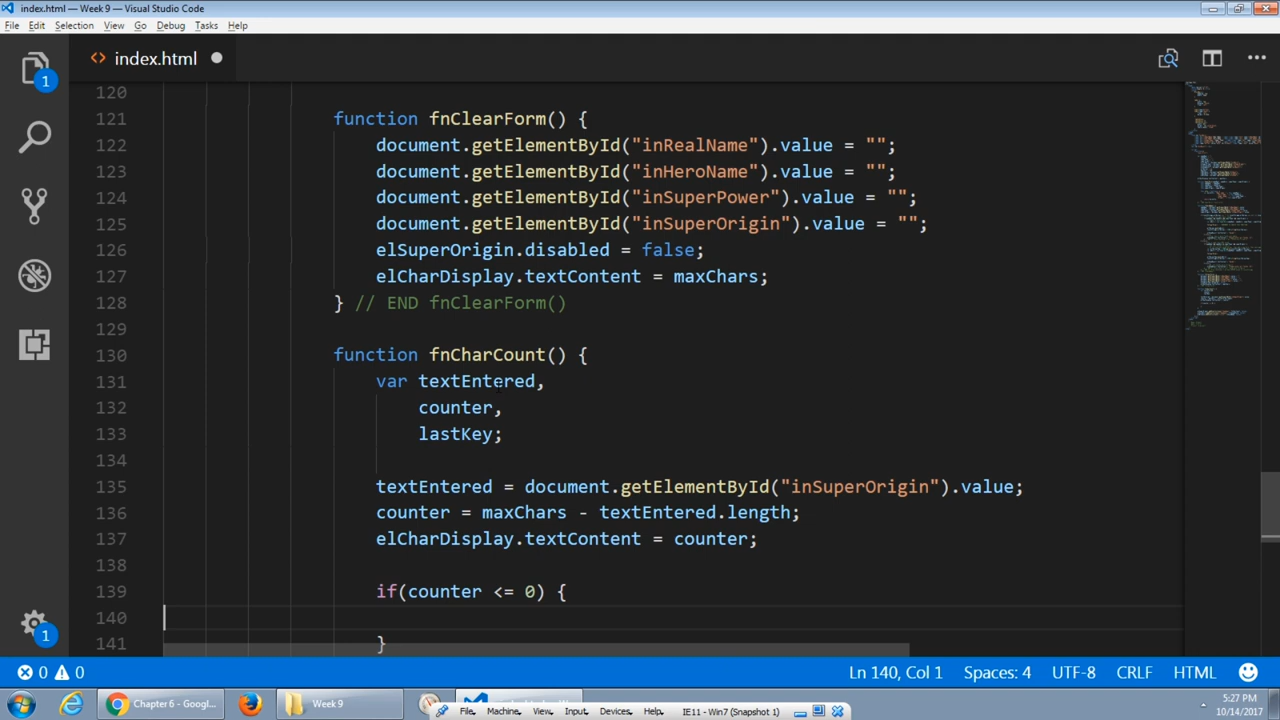 index.html — Week 9 — Visual Studio Code
File Edit Selection View Go Debug Tasks Help
1
<> index.html
120
121 function fnClearForm() {
122 document.getElementById("inRealName").value = "";
123 document.getElementById("inHeroName").value = "";
124 document.getElementById("inSuperPower").value = "";
125 document.getElementById("inSuperOrigin").value = "";
126 elSuperOrigin.disabled = false;
127 elCharDisplay.textContent = maxChars;
128 } // END fnClearForm()
129
130 function fnCharCount() {
131 var textEntered,
132 counter,
133 lastKey;
134
135 textEntered = document.getElementById("inSuperOrigin").value;
136 counter = maxChars - textEntered.length;
137 elCharDisplay.textContent = counter;
138
139 if(counter <= 0) {
140
141 }
1
0 0 Ln 140, Col 1 Spaces: 4 UTF-8 CRLF HTML
Chapter 6 - Googl... Week 9 5:27 PM
File, Machine, View, Input, Devices, Help, IE11 - Win7 (Snapshot 1) 10/14/2017